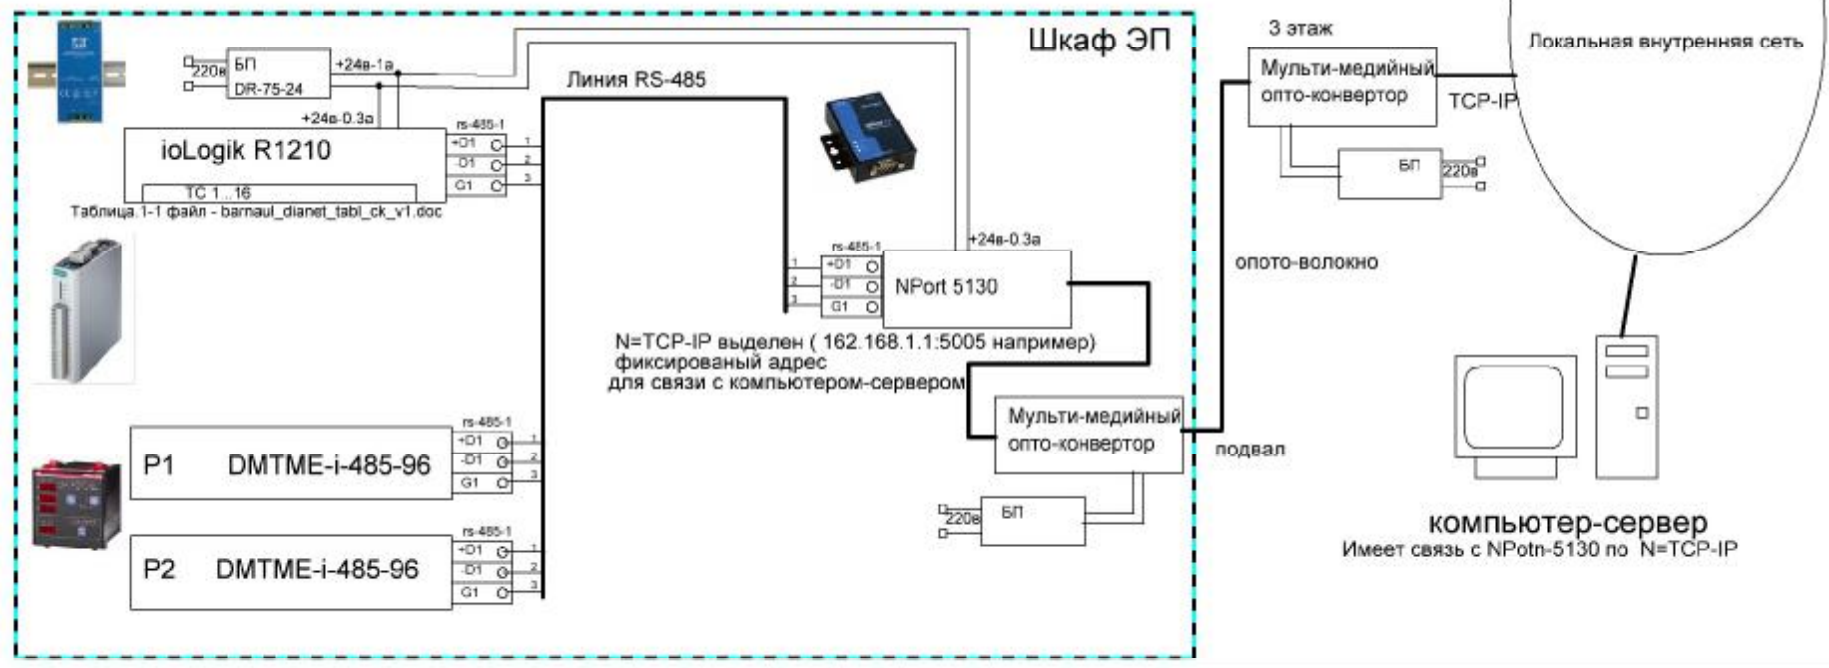 Шкаф ЭП
220в
БП
DR-75-24
+24в-1а
+24в-0.3а
ioLogik R1210
ТС 1...16
Таблица.1-1 файл - barnaul_dianet_tabl_ck_v1.doc
rs-485-1
+D1
-D1
G1
1
2
3
Линия RS-485
+24в-0.3а
rs-485-1
+D1
-D1
G1
1
2
3
NPort 5130
N=TCP-IP выделен ( 162.168.1.1:5005 например)
фиксированый адрес
для связи с компьютером-сервером
P1 DMTME-i-485-96
rs-485-1
+D1
-D1
G1
1
2
3
P2 DMTME-i-485-96
rs-485-1
+D1
-D1
G1
1
2
3
Мульти-медийный
опто-конвертор
220в
БП
подвал
опото-волокно
3 этаж
Мульти-медийный
опто-конвертор
TCP-IP
БП
220в
Локальная внутренняя сеть
компьютер-сервер
Имеет связь с NPotn-5130 по N=TCP-IP